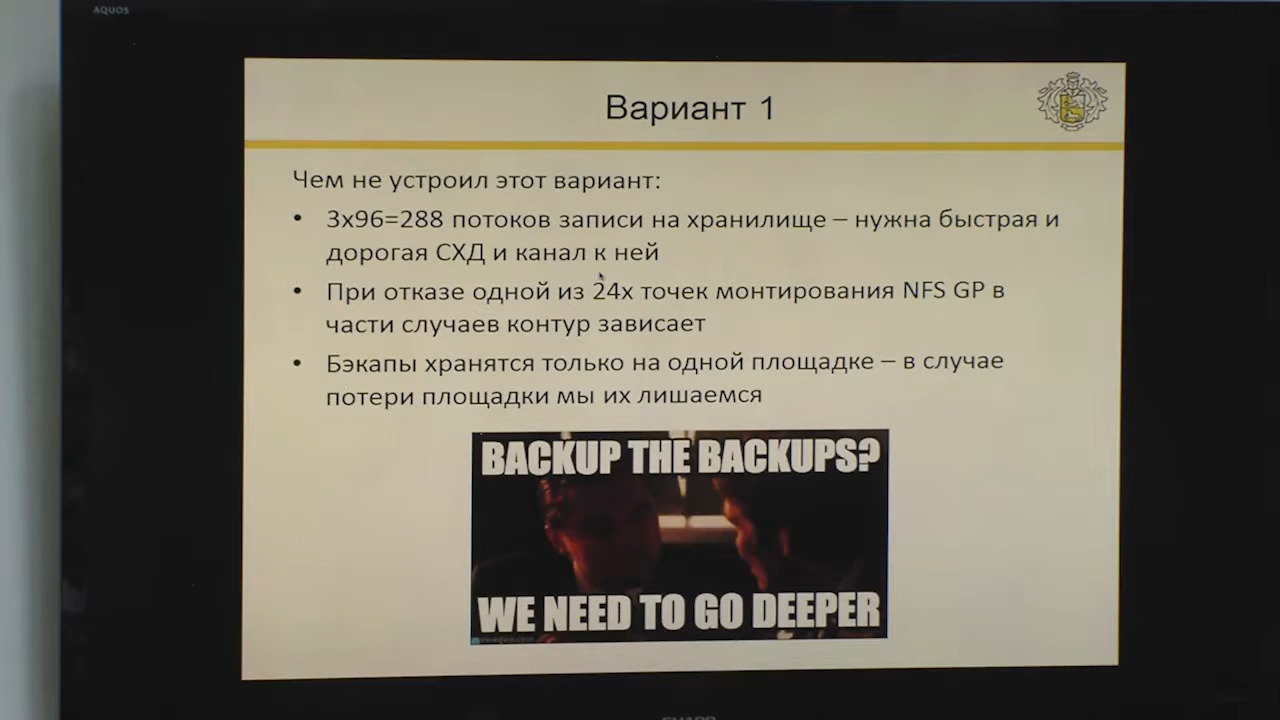 AQUOS
Вариант 1
Чем не устроил этот вариант:
• 3x96=288 потоков записи на хранилище – нужна быстрая и
дорогая СХД и канал к ней
• При отказе одной из 24х точек монтирования NFS GP в
части случаев контур зависает
• Бэкапы хранятся только на одной площадке – в случае
потери площадки мы их лишаемся
BACKUP THE BACKUPS?
WE NEED TO GO DEEPER